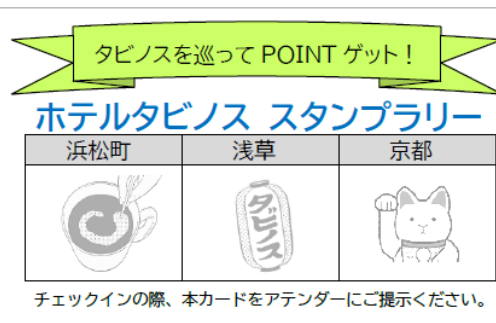 タビノスを巡って POINT ゲット！
ホテルタビノス スタンプラリー
浜松町 浅草 京都
タビノス
チェックインの際、本カードをアテンダーにご提示ください。